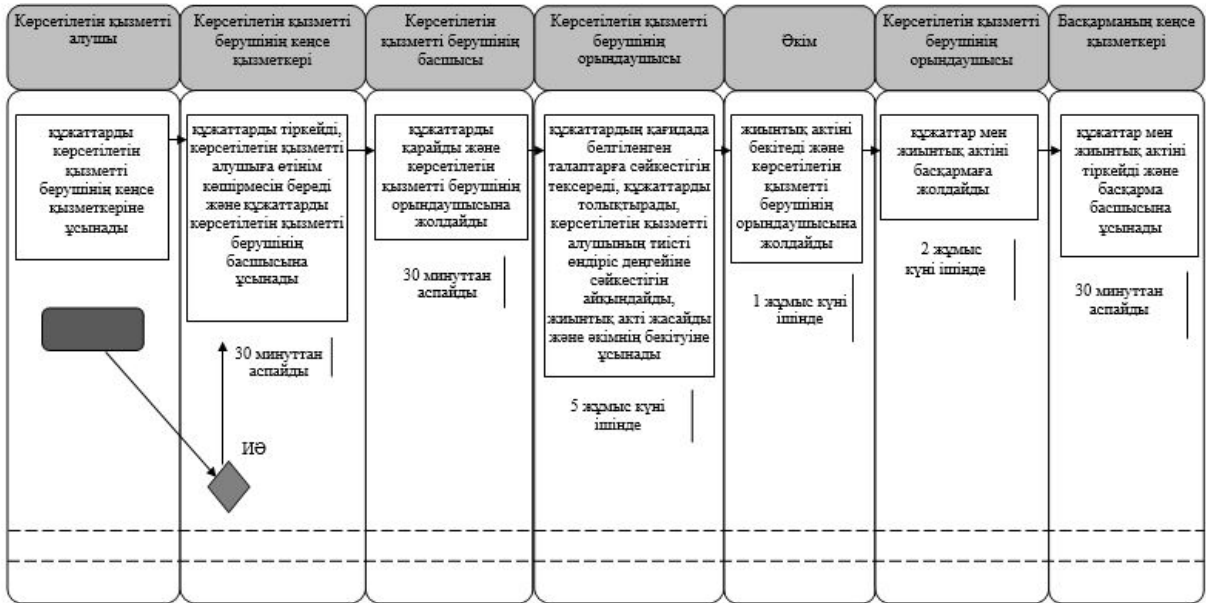 Көрсетілетін қызметті
алушы
Көрсетілетін қызметті
берушінің кеңсе
қызметкері
Көрсетілетін
қызметті берушінің
басшысы
Көрсетілетін қызметті
берушінің
орындаушысы
Әкім
Көрсетілетін қызметті
берушінің
орындаушысы
Басқарманың кеңсе
қызметкері
құжаттарды
көрсетілетін
қызметті
берушінің кеңсе
қызметкеріне
ұсынады
құжаттарды тіркейді,
көрсетілетін қызметті
алушыға өтінім
көшірмесін береді
және құжаттарды
көрсетілетін қызметті
берушінің
басшысына
ұсынады
30 минуттан
аспайды
ИӘ
құжаттарды
қарайды және
көрсетілетін
қызметті берушінің
орындаушысына
жолдайды
30 минуттан
аспайды
құжаттардың қағидада
белгіленген
талаптарға сәйкестігін
тексереді, құжаттарды
толықтырады,
көрсетілетін қызметті
алушының тиісті
өндіріс деңгейіне
сәйкестігін
айқындайды,
жиынтық акті жасайды
және әкімнің бекітуіне
ұсынады
5 жұмыс күні
ішінде
жиынтық актіні
бекітеді және
көрсетілетін
қызметті
берушінің
орындаушысына
жолдайды
1 жұмыс күні
ішінде
құжаттар мен
жиынтық актіні
басқармаға
жолдайды
2 жұмыс
күні ішінде
құжаттар мен
жиынтық актіні
тіркейді және
басқарма
басшысына
ұсынады
30 минуттан
аспайды